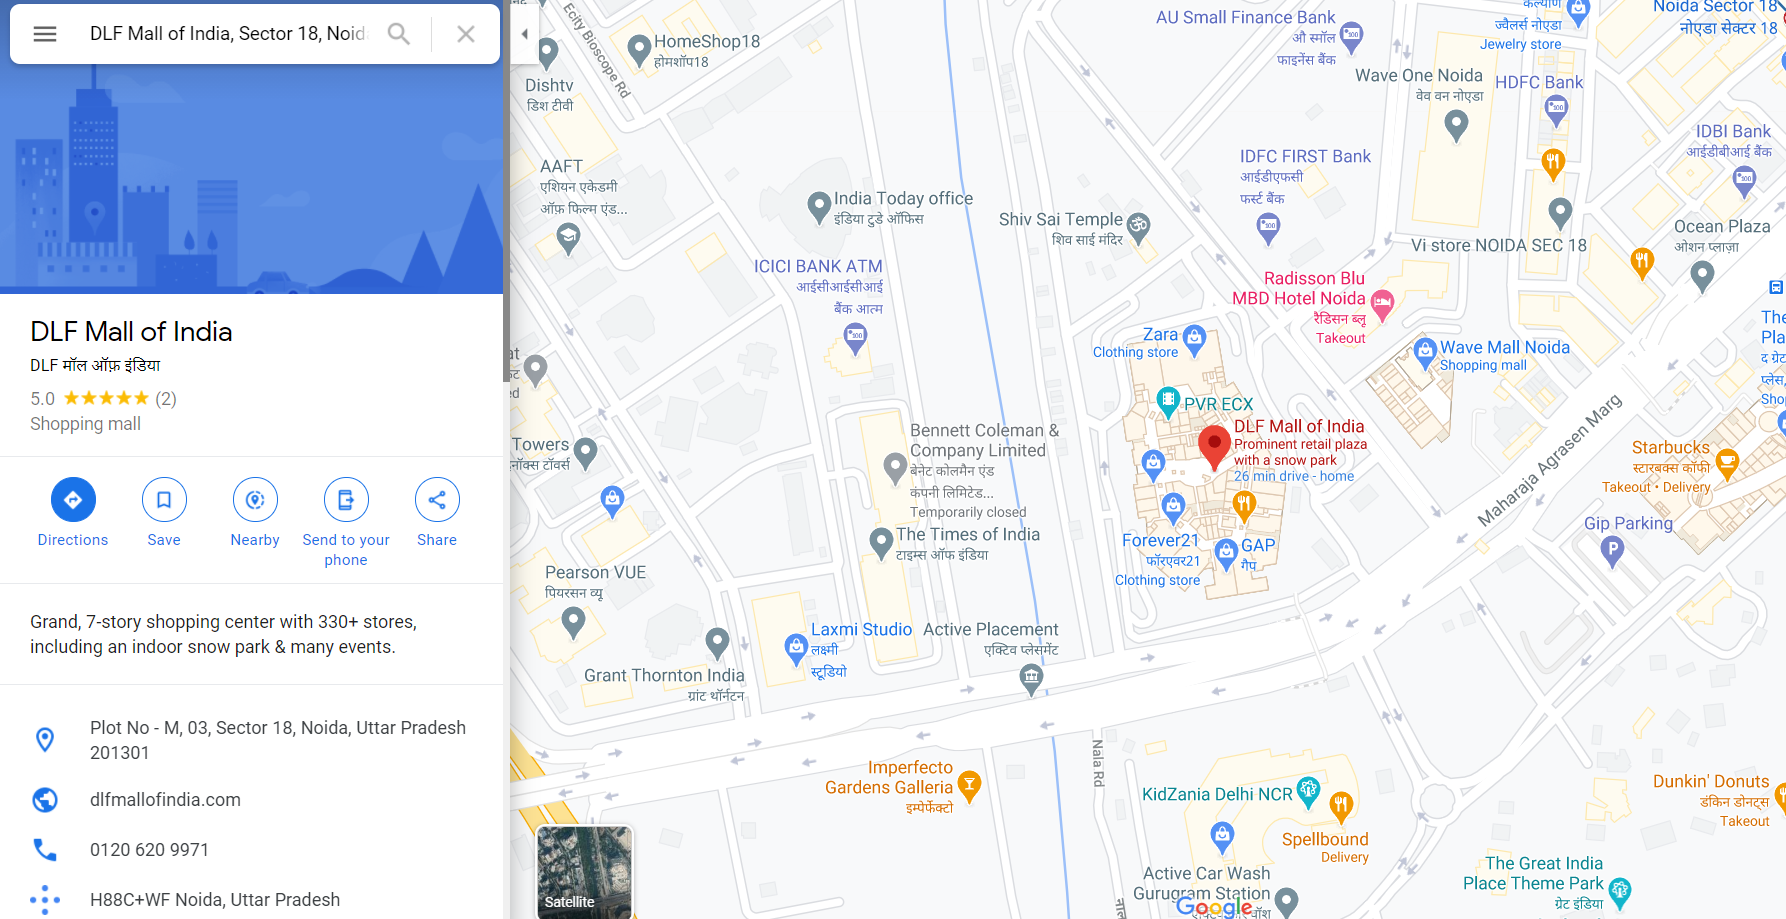 DLF Mall of India, Sector 18, Noid
DLF Mall of India
DLF मॉल ऑफ़ इंडिया
5.0 (2)
Shopping mall
Directions
Save
Nearby
Send to your
phone
Share
Grand, 7-story shopping center with 330+ stores,
including an indoor snow park & many events.
Plot No - M, 03, Sector 18, Noida, Uttar Pradesh
201301
dlfmallofindia.com
0120 620 9971
H88C+WF Noida, Uttar Pradesh
Ecity Bioscope Rd
HomeShop18
होमशॉप18
Dishtv
डिश टीवी
AU Small Finance Bank
औ स्मॉल
फाइनेंस बैंक
कल्याण
ज्वैलर्स नोएडा
Jewelry store
Noida Sector 18
नोएडा सेक्टर 18
Wave One Noida
वेव वन नोएडा
HDFC Bank
IDBI Bank
आईडीबीआई बैंक
AAFT
एशियन एकेडमी
ऑफ़ फिल्म एंड...
India Today office
इंडिया टुडे ऑफिस
IDFC FIRST Bank
आईडीएफसी
फर्स्ट बैंक
Shiv Sai Temple
शिव साई मंदिर
Vi store NOIDA SEC 18
Ocean Plaza
ओशन प्लाज़ा
ICICI BANK ATM
आईसीआईसीआई
बैंक आत्म
Radisson Blu
MBD Hotel Noida
रैडिसन ब्लू
Takeout
The
Pla
द ग्रेट
प्लेस,
Sho
Zara
Clothing store
Wave Mall Noida
Shopping mall
at
ed
PVR ECX
DLF Mall of India
Prominent retail plaza
with a snow park
26 min drive - home
Maharaja Agrasen Marg
Towers
नॉक्स टॉवर्स
Bennett Coleman &
Company Limited
बेनेट कोलमैन एंड
कंपनी लिमिटेड...
Temporarily closed
Starbucks
स्टारबक्स कॉफी
Takeout • Delivery
Gip Parking
The Times of India
टाइम्स ऑफ इंडिया
Forever21
फॉरएवर21
Clothing store
GAP
गैप
Pearson VUE
पियरसन व्यू
Laxmi Studio
लक्ष्मी
स्टूडियो
Active Placement
एक्टिव प्लेसमेंट
Grant Thornton India
ग्रांट थॉर्नटन
Nala Rd
Imperfecto
Gardens Galleria
इम्पेर्फेक्टो
KidZania Delhi NCR
Spellbound
Delivery
Dunkin' Donuts
डंकिन डोनट्स
Takeout
Active Car Wash
Gurugram Station
The Great India
Place Theme Park
ग्रेट इंडिया
Satellite
Google